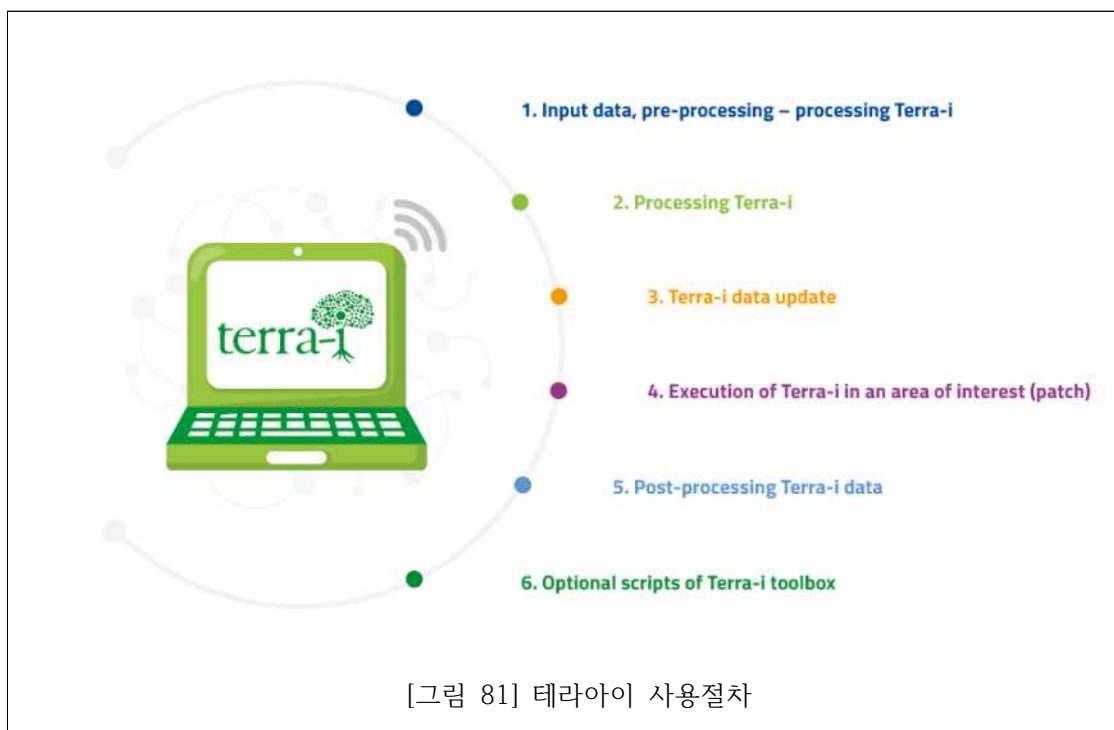 1. Input data, pre-processing – processing Terra-i
2. Processing Terra-i
terra-i
3. Terra-i data update
4. Execution of Terra-i in an area of interest (patch)
5. Post-processing Terra-i data
6. Optional scripts of Terra-i toolbox
[그림 81] 테라아이 사용절차